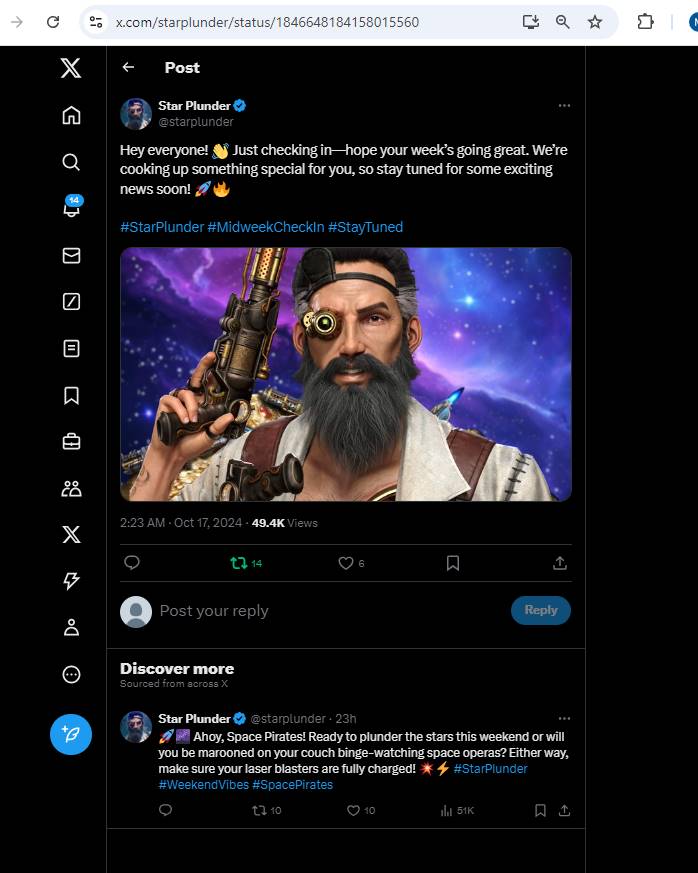 x.com/starplunder/status/1846648184158015560
Post
Star Plunder
@starplunder
Hey everyone! 👋 Just checking in—hope your week's going great. We're
cooking up something special for you, so stay tuned for some exciting
news soon! 🚀🔥
#StarPlunder #MidweekCheckIn #StayTuned
14
2:23 AM · Oct 17, 2024 · 49.4K Views
14 6
Post your reply
Reply
Discover more
Sourced from across X
Star Plunder @starplunder · 23h
🚀🌌 Ahoy, Space Pirates! Ready to plunder the stars this weekend or will
you be marooned on your couch binge-watching space operas? Either way,
make sure your laser blasters are fully charged! 💥⚡ #StarPlunder
#WeekendVibes #SpacePirates
10 10 51K